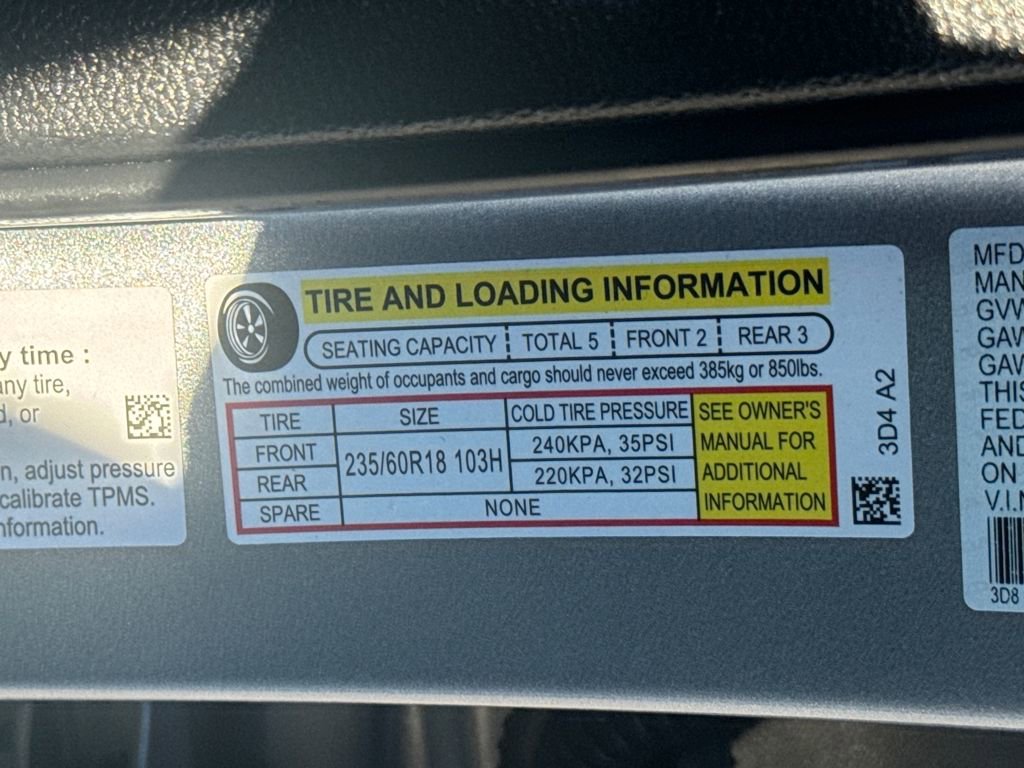 y time :
any tire,
d, or
n, adjust pressure
calibrate TPMS.
nformation.
TIRE AND LOADING INFORMATION
SEATING CAPACITY TOTAL 5 FRONT 2 REAR 3
The combined weight of occupants and cargo should never exceed 385kg or 850lbs.
TIRE SIZE COLD TIRE PRESSURE
FRONT 235/60R18 103H 240KPA, 35PSI
REAR 220KPA, 32PSI
SPARE NONE
SEE OWNER'S
MANUAL FOR
ADDITIONAL
INFORMATION
3D4 A2
MFD
MAN
GVW
GAW
GAW
THIS
FED
AND
ON
V.I.N
3D8